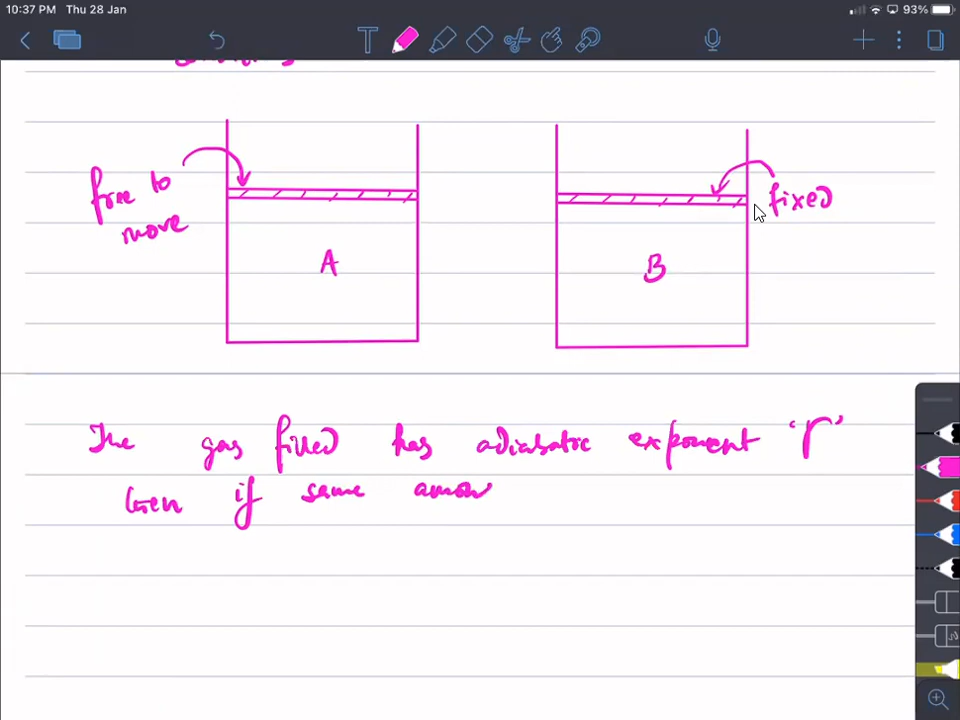 10:37 PM Thu 28 Jan
93%
T
free to
move
fixed
A
B
The gas filled has adiabatic exponent 'r'
then if same amou